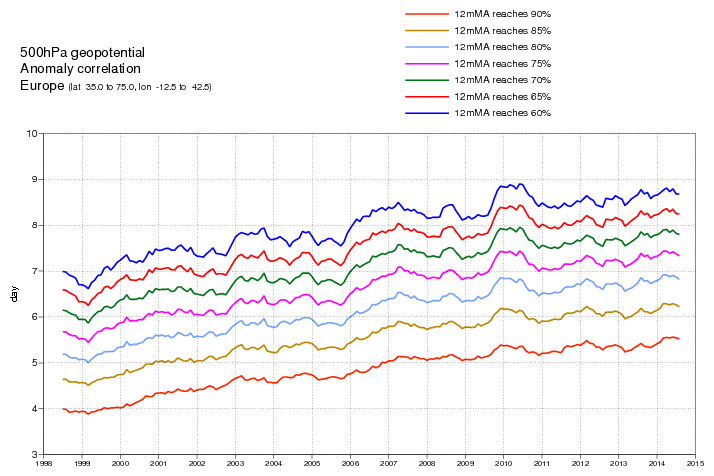 12mMA reaches 90%
12mMA reaches 85%
12mMA reaches 80%
12mMA reaches 75%
12mMA reaches 70%
12mMA reaches 65%
12mMA reaches 60%
500hPa geopotential
Anomaly correlation
Europe (lat 35.0 to 75.0, lon -12.5 to 42.5)
10
9
8
7
6
5
4
3
day
1998 1999 2000 2001 2002 2003 2004 2005 2006 2007 2008 2009 2010 2011 2012 2013 2014 2015